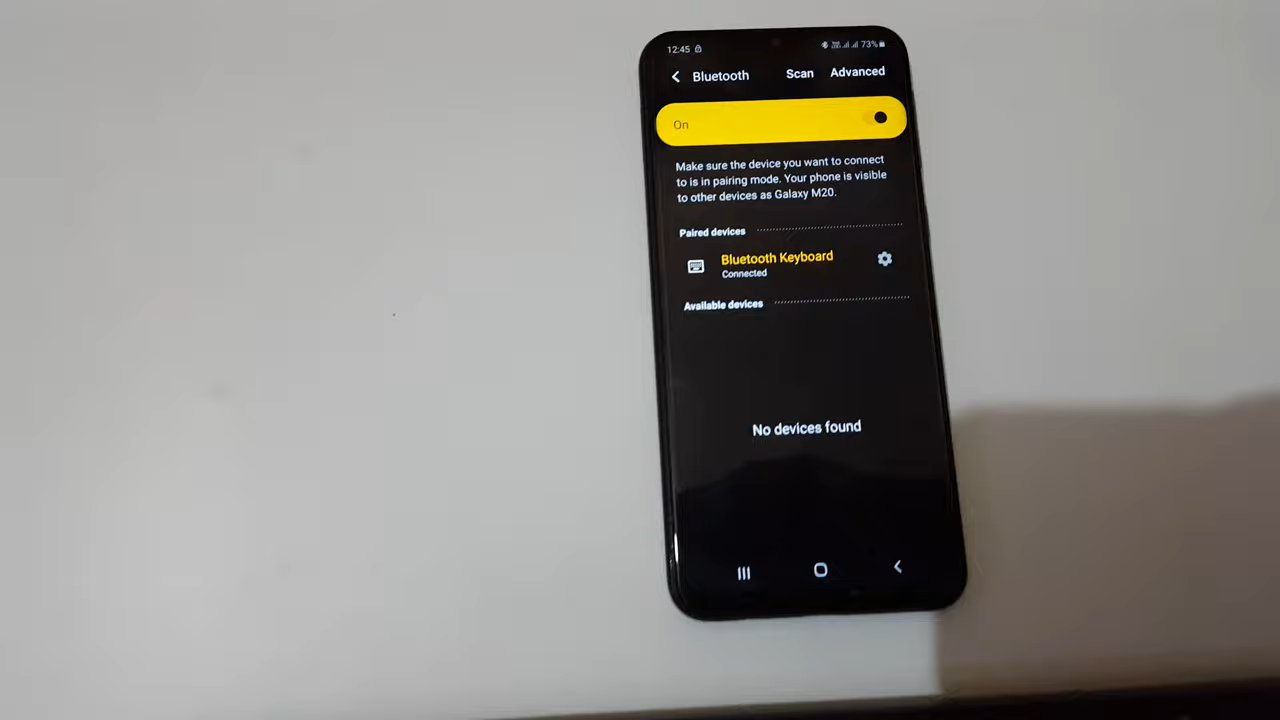 12:45 73%
Bluetooth Scan Advanced
On
Make sure the device you want to connect
to is in pairing mode. Your phone is visible
to other devices as Galaxy M20.
Paired devices
Bluetooth Keyboard
Connected
Available devices
No devices found